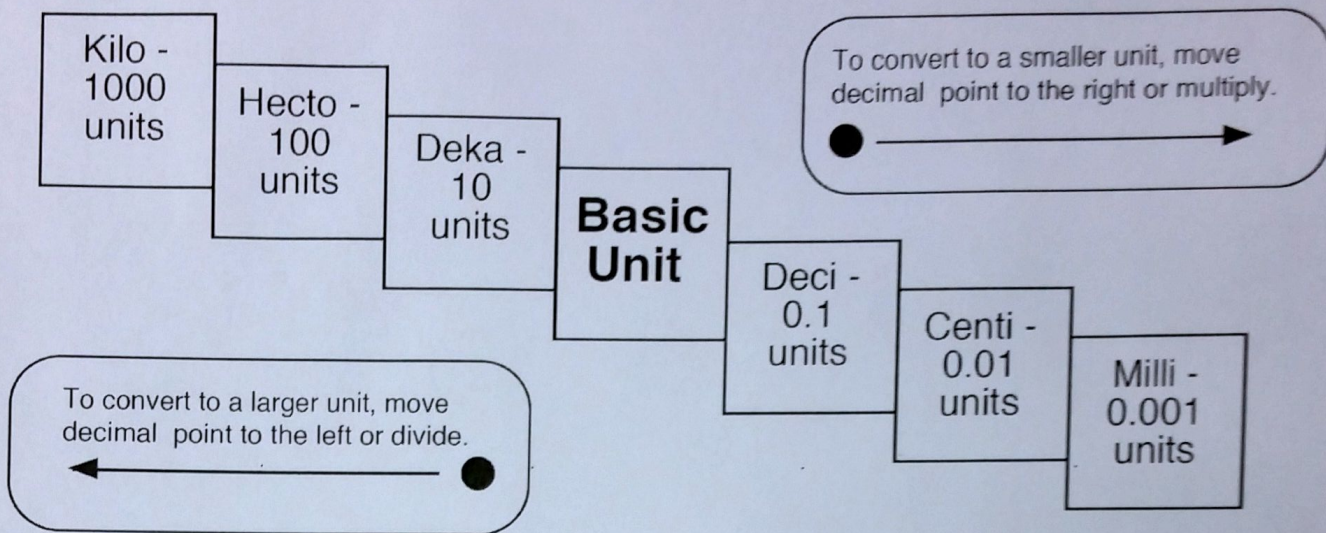 Kilo -
1000
units
Hecto -
100
units
Deka -
10
units
Basic
Unit
Deci -
0.1
units
Centi -
0.01
units
Milli -
0.001
units
To convert to a smaller unit, move
decimal point to the right or multiply.
To convert to a larger unit, move
decimal point to the left or divide.